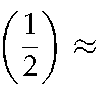 (1/2) ≈